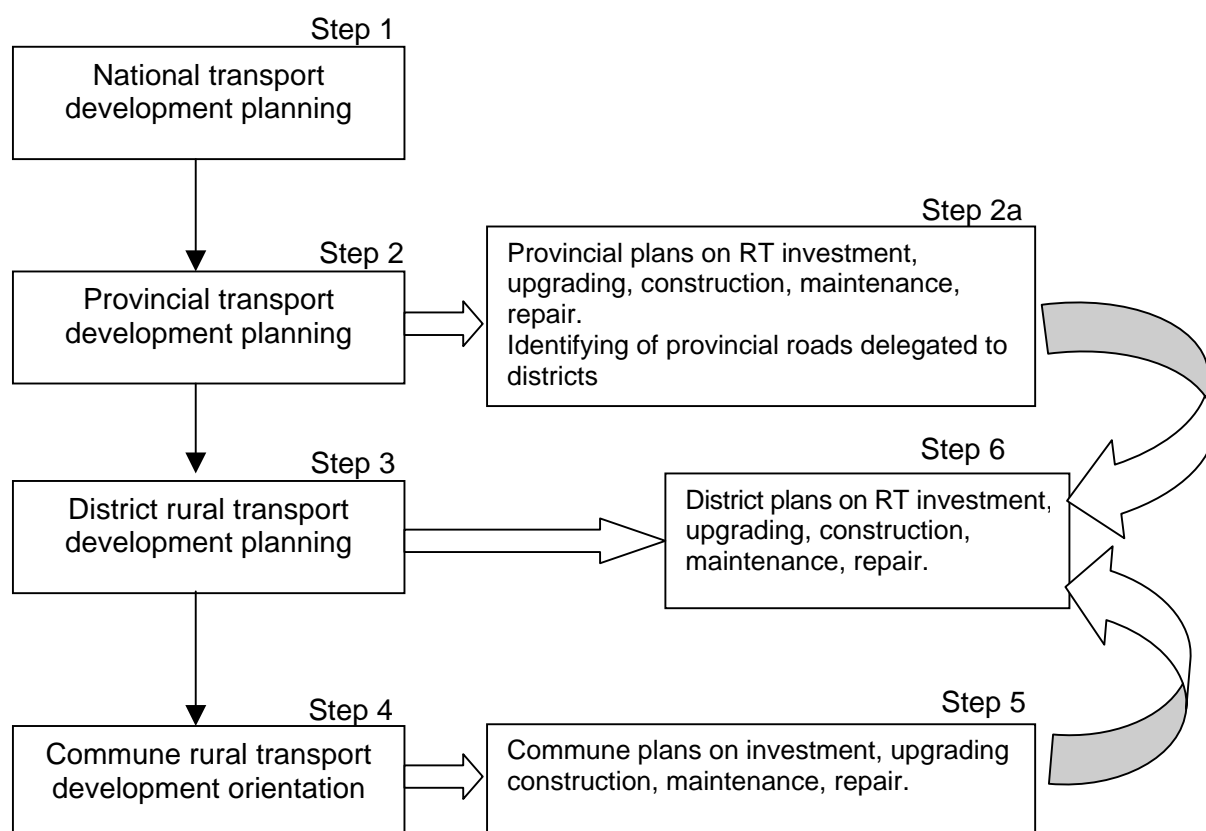 Step 1
National transport
development planning
Step 2
Provincial transport
development planning
Step 2a
Provincial plans on RT investment,
upgrading, construction, maintenance,
repair.
Identifying of provincial roads delegated to
districts
Step 3
District rural transport
development planning
Step 6
District plans on RT investment,
upgrading, construction,
maintenance, repair.
Step 4
Commune rural transport
development orientation
Step 5
Commune plans on investment, upgrading
construction, maintenance, repair.